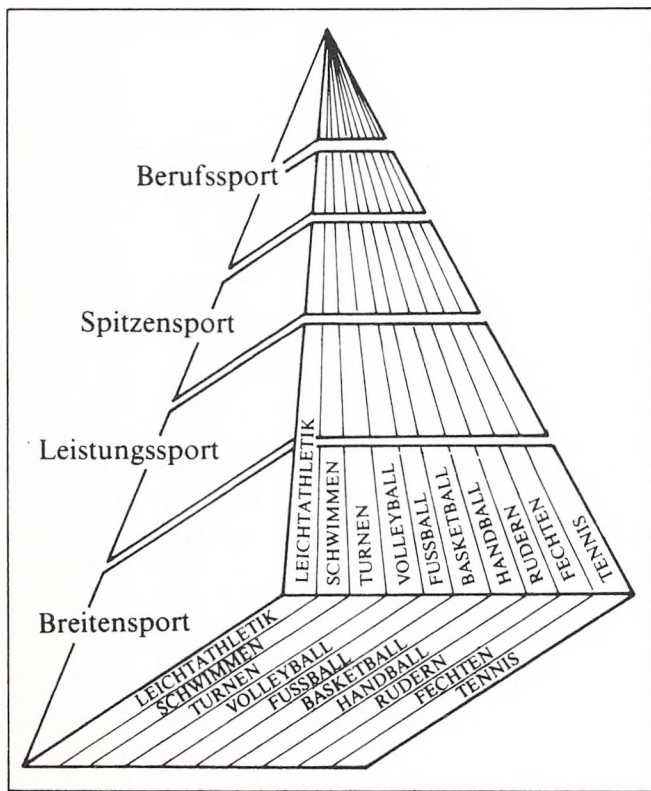 Berufssport
Spitzensport
Leistungssport
Breitensport
LEICHTATHLETIK
SCHWIMMEN
TURNEN
VOLLEYBALL
FUSSBALL
BASKETBALL
HANDBALL
RUDERN
FECHTEN
TENNIS
LEICHTATHLETIK
SCHWIMMEN
TURNEN
VOLLEYBALL
FUSSBALL
BASKETBALL
HANDBALL
RUDERN
FECHTEN
TENNIS